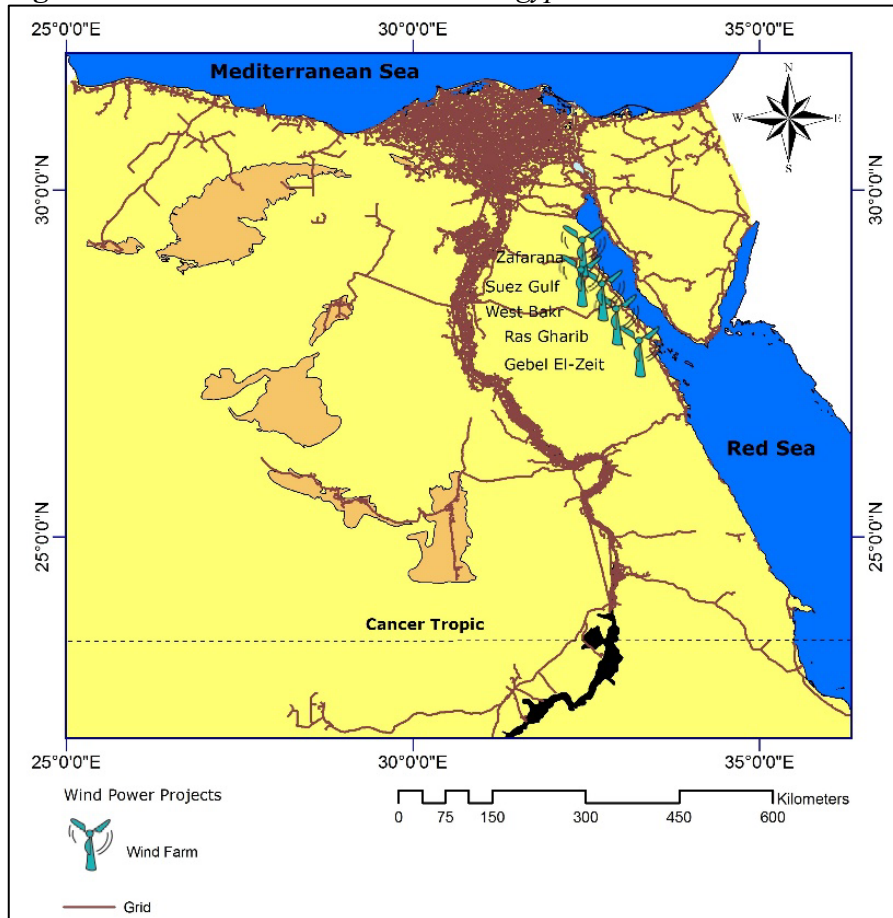 25°0'0"E 30°0'0"E 35°0'0"E
Mediterranean Sea
N
W E
S
30°0'0"N 30°0'0"N
Zafarana
Suez Gulf
West Bakr
Ras Gharib
Gebel El-Zeit
Red Sea
25°0'0"N 25°0'0"N
Cancer Tropic
25°0'0"E 30°0'0"E 35°0'0"E
Wind Power Projects
Wind Farm
Grid
Kilometers
0 75 150 300 450 600